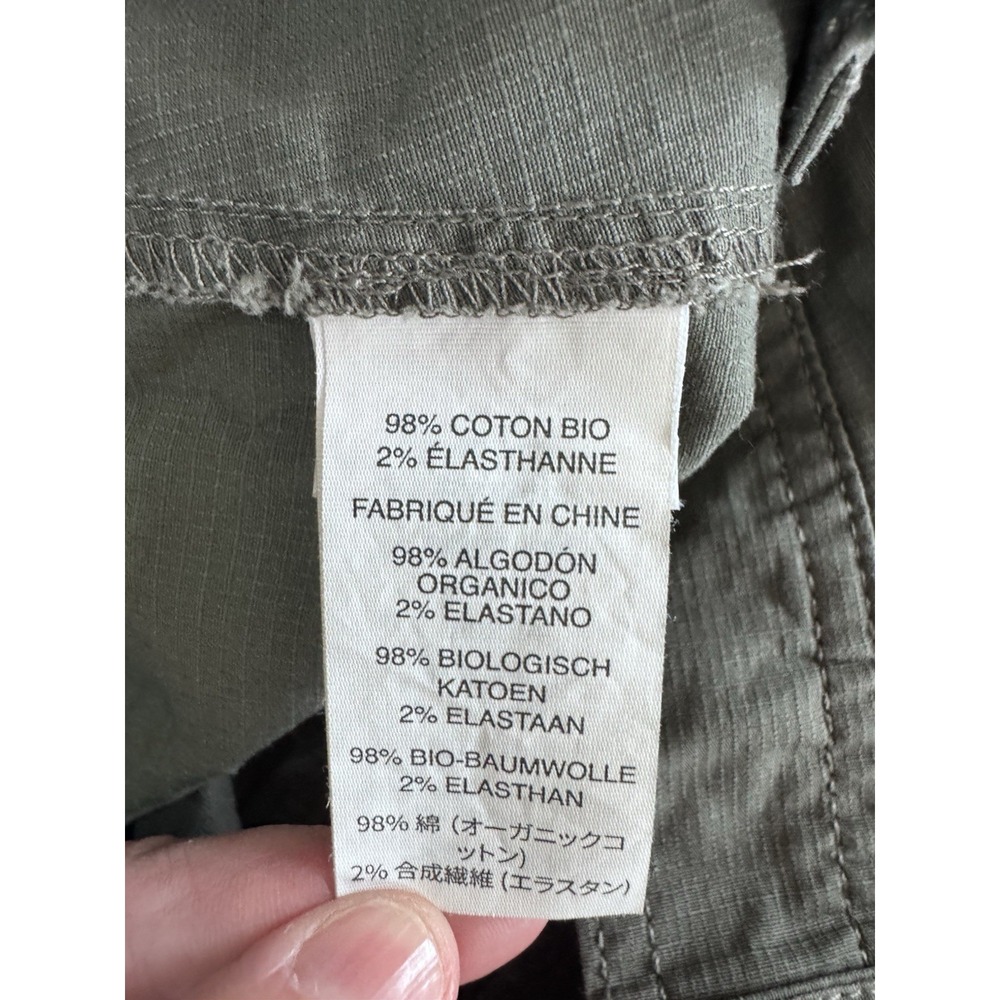 98% COTON BIO
2% ÉLASTHANNE
FABRIQUÉ EN CHINE
98% ALGODÓN
ORGANICO
2% ELASTANO
98% BIOLOGISCH
KATOEN
2% ELASTAAN
98% BIO-BAUMWOLLE
2% ELASTHAN
98% 綿 (オーガニックコ
ットン)
2% 合成繊維 (エラスタン)